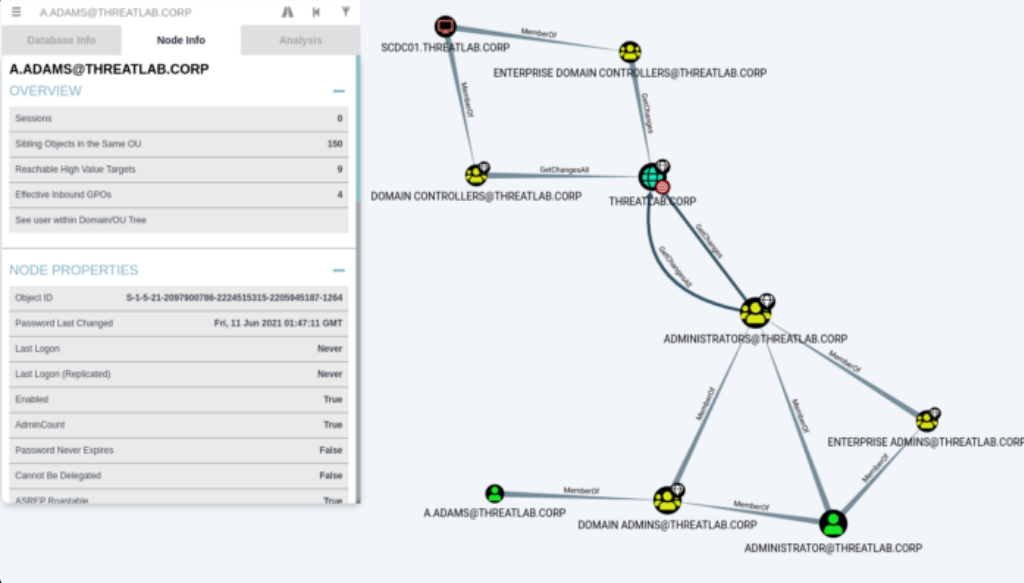 A.ADAMS@THREATLAB.CORP
Database Info
Node Info
Analysis
A.ADAMS@THREATLAB.CORP
OVERVIEW
Sessions 0
Sibling Objects in the Same OU 150
Reachable High Value Targets 9
Effective Inbound GPOs 4
See user within Domain/OU Tree
NODE PROPERTIES
Object ID S-1-5-21-2097900786-2224515315-2205945187-1264
Password Last Changed Fri, 11 Jun 2021 01:47:11 GMT
Last Logon Never
Last Logon (Replicated) Never
Enabled True
AdminCount True
Password Never Expires False
Cannot Be Delegated False
ASREP Roastable True
MemberOf
SCDC01.THREATLAB.CORP
ENTERPRISE DOMAIN CONTROLLERS@THREATLAB.CORP
MemberOf
GetChanges
GetChangesAll
DOMAIN CONTROLLERS@THREATLAB.CORP
THREATLAB.CORP
GetChanges
GetChangesAll
ADMINISTRATORS@THREATLAB.CORP
MemberOf
MemberOf
MemberOf
ENTERPRISE ADMINS@THREATLAB.CORP
MemberOf
MemberOf
A.ADAMS@THREATLAB.CORP
MemberOf
DOMAIN ADMINS@THREATLAB.CORP
ADMINISTRATOR@THREATLAB.CORP